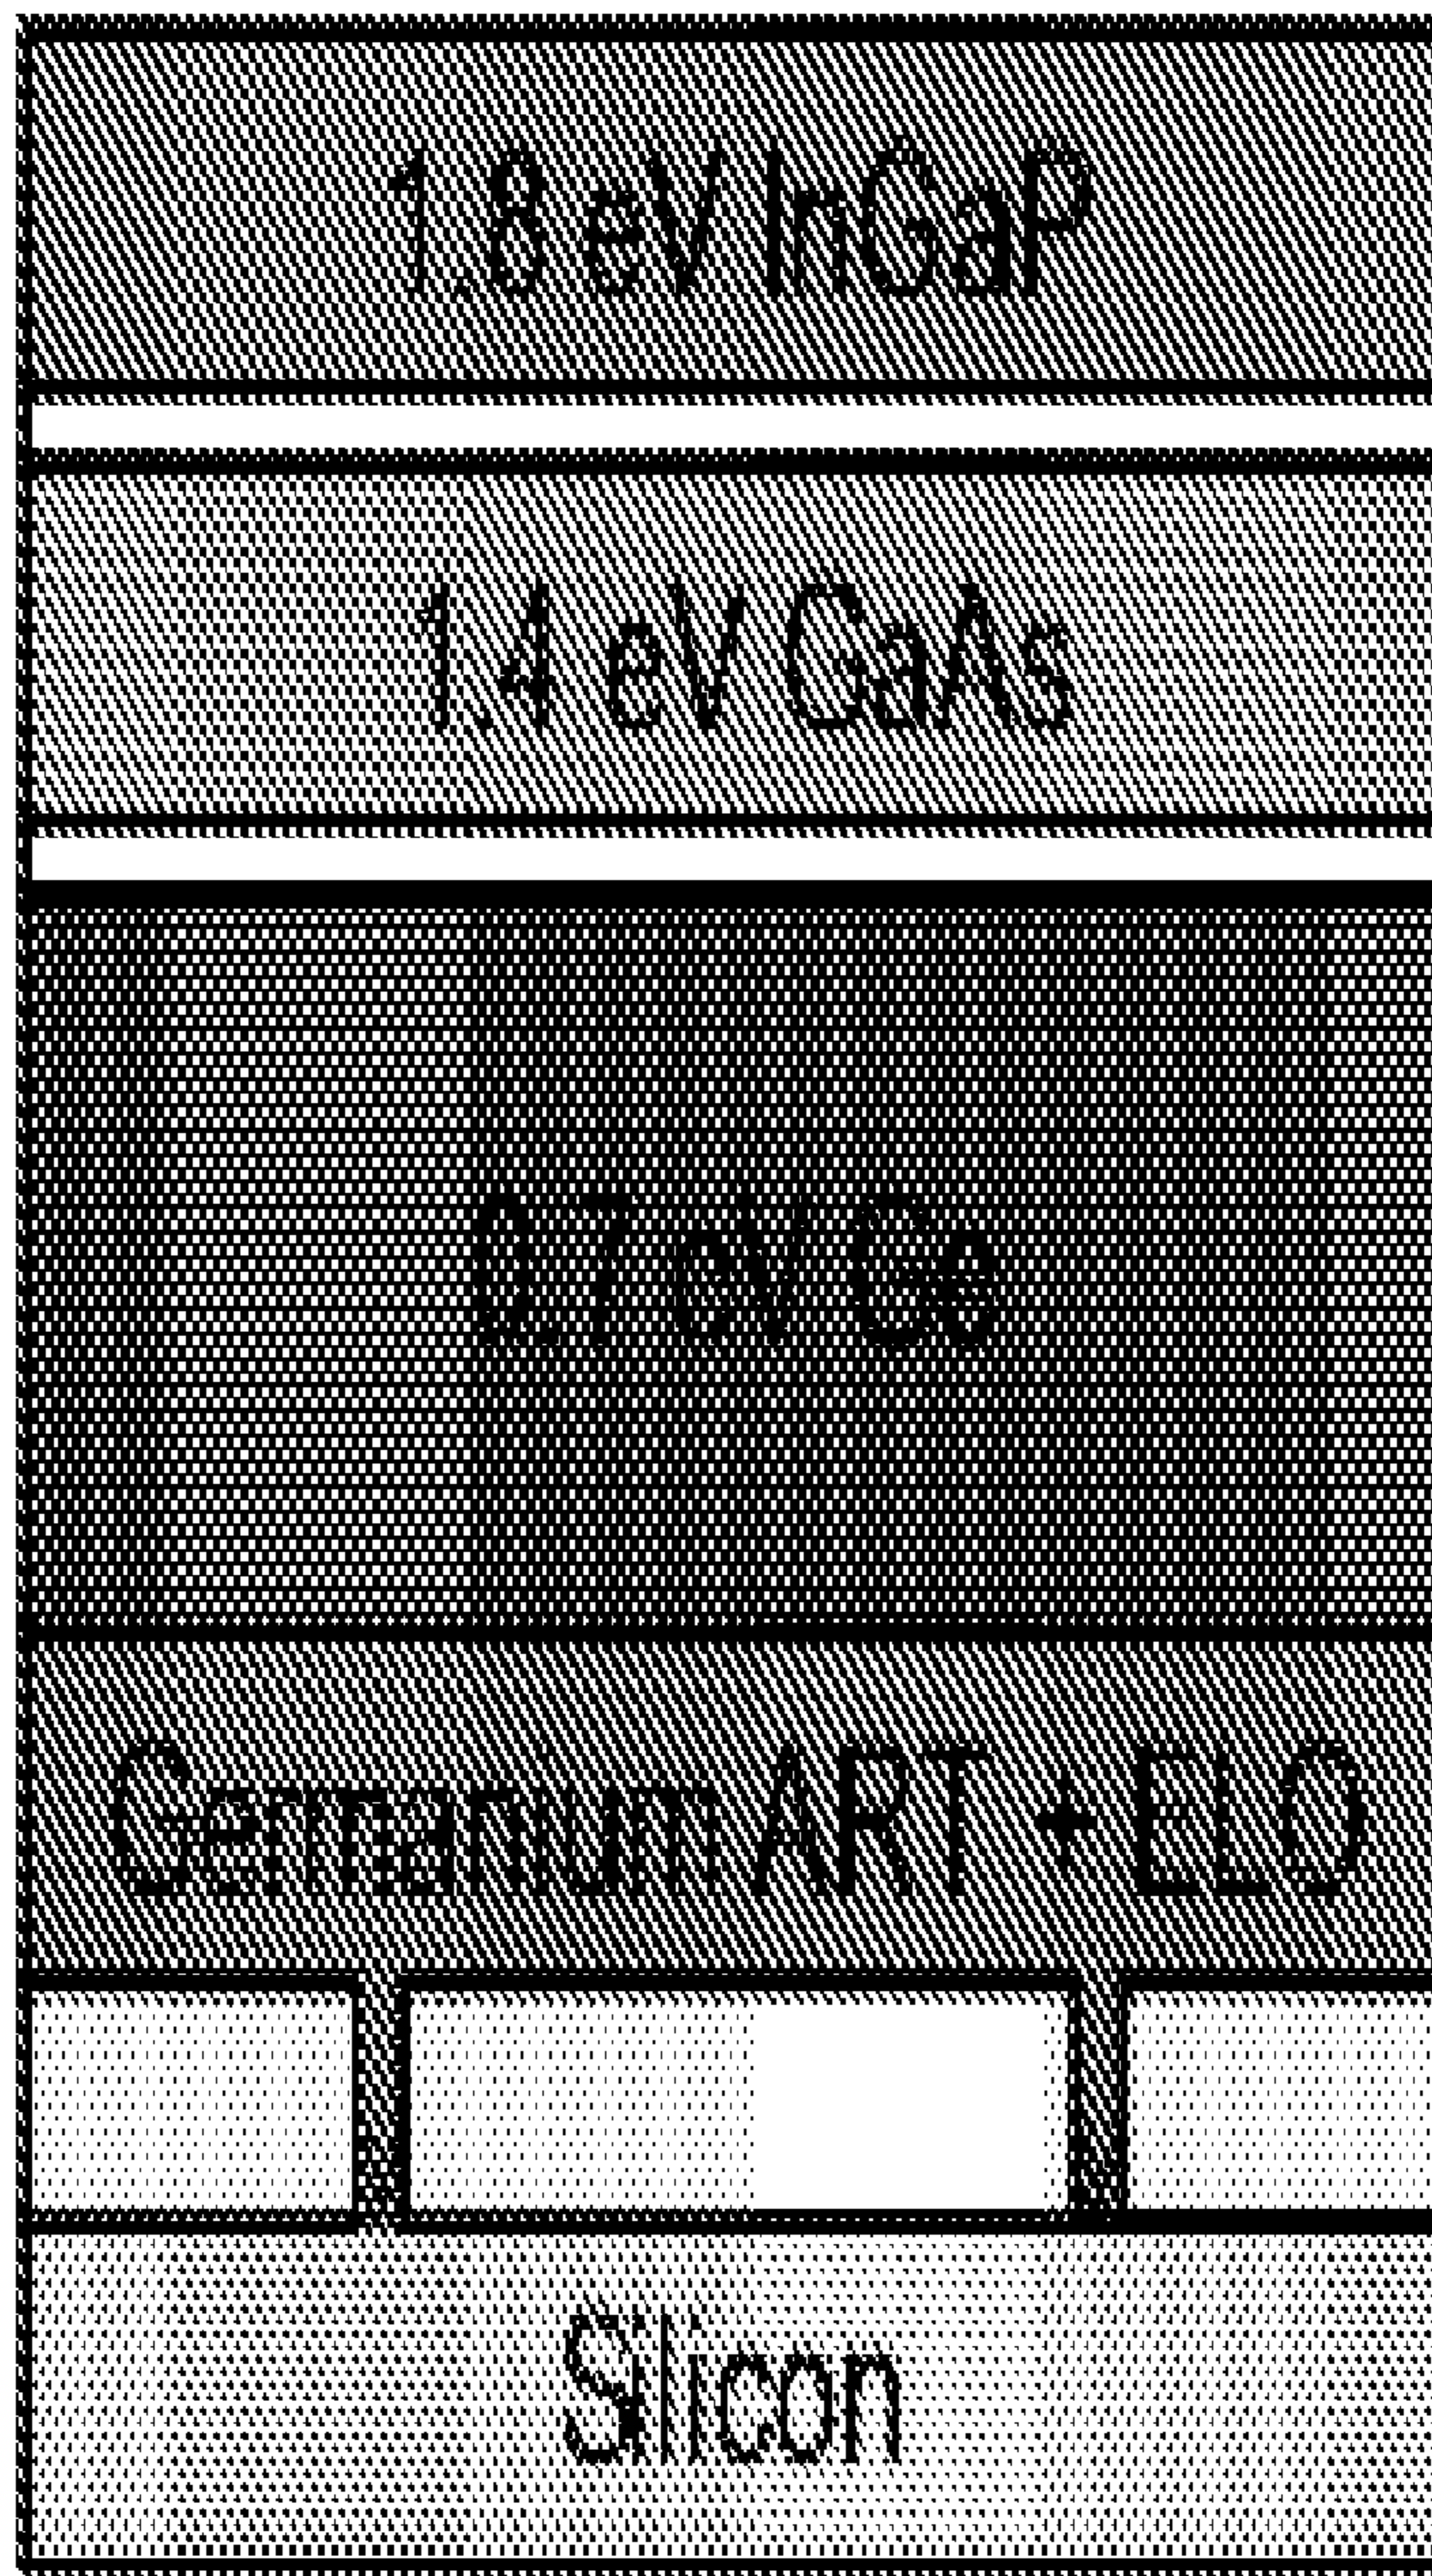 1.8 eV InGaP
1.4 eV GaAs
0.7 eV Ge
Germanium ART + ELO
Silicon